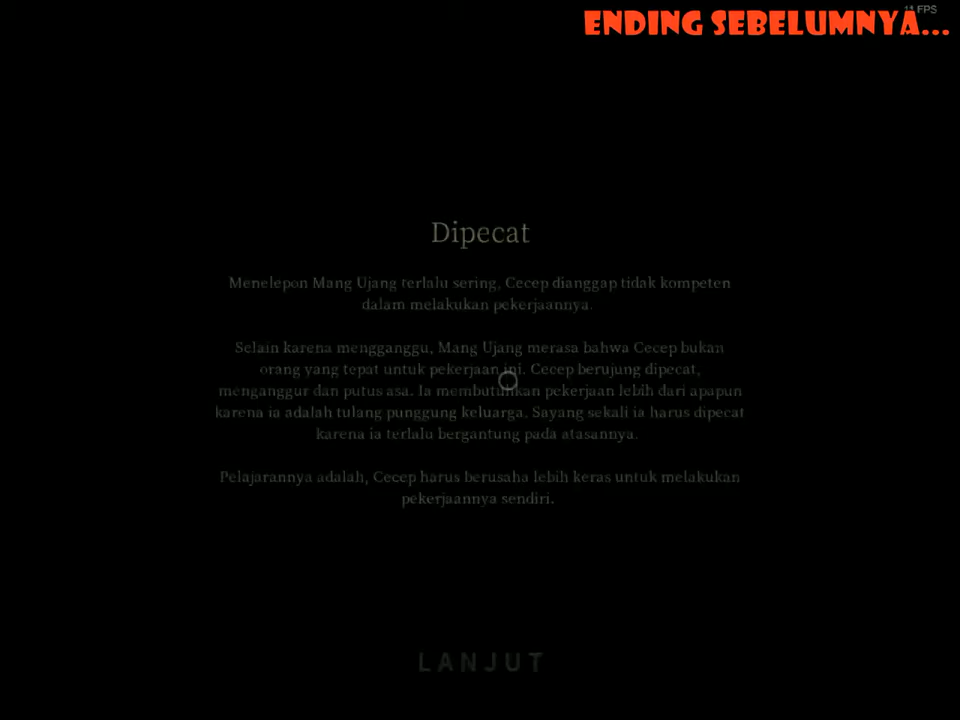 11 FPS
ENDING SEBELUMNYA...
Dipecat
Menelepon Mang Ujang terlalu sering, Cecep dianggap tidak kompeten
dalam melakukan pekerjaannya.
Selain karena mengganggu, Mang Ujang merasa bahwa Cecep bukan
orang yang tepat untuk pekerjaan ini. Cecep berujung dipecat,
menganggur dan putus asa. Ia membutuhkan pekerjaan lebih dari apapun
karena ia adalah tulang punggung keluarga. Sayang sekali ia harus dipecat
karena ia terlalu bergantung pada atasannya.
Pelajarannya adalah, Cecep harus berusaha lebih keras untuk melakukan
pekerjaannya sendiri.
LANJUT